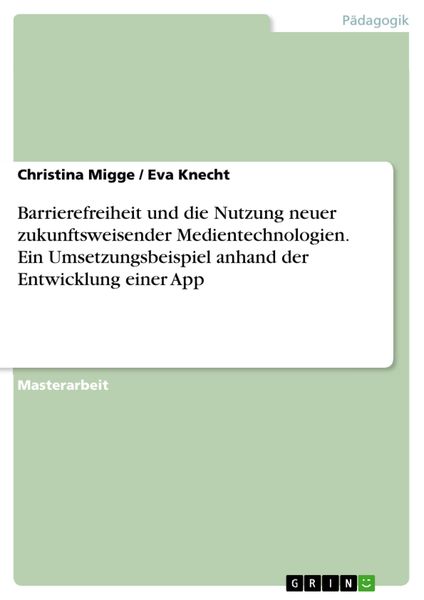 Pädagogik
Christina Migge / Eva Knecht
Barrierefreiheit und die Nutzung neuer
zukunftsweisender Medientechnologien.
Ein Umsetzungsbeispiel anhand der
Entwicklung einer App
Masterarbeit
GRIN